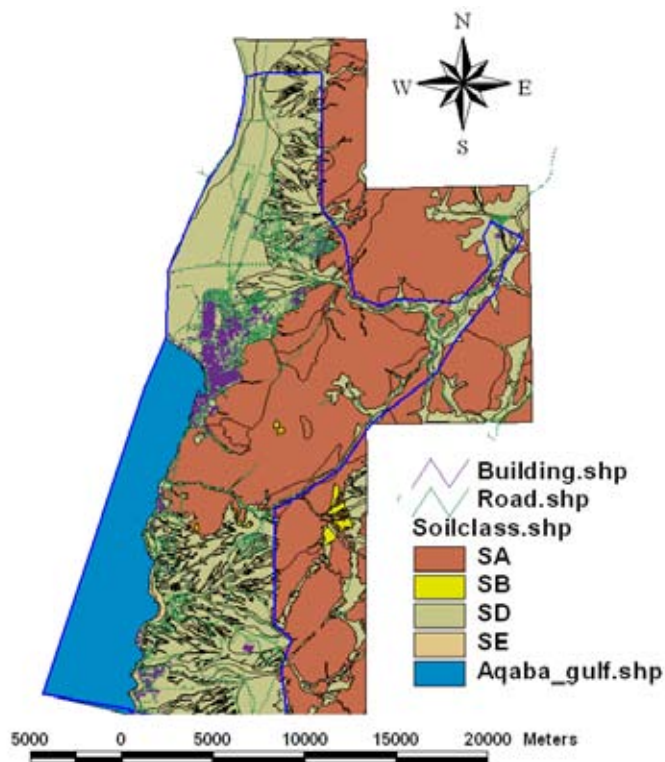 N
W E
S
Building.shp
Road.shp
Soilclass.shp
SA
SB
SD
SE
Aqaba_gulf.shp
5000 0 5000 10000 15000 20000 Meters